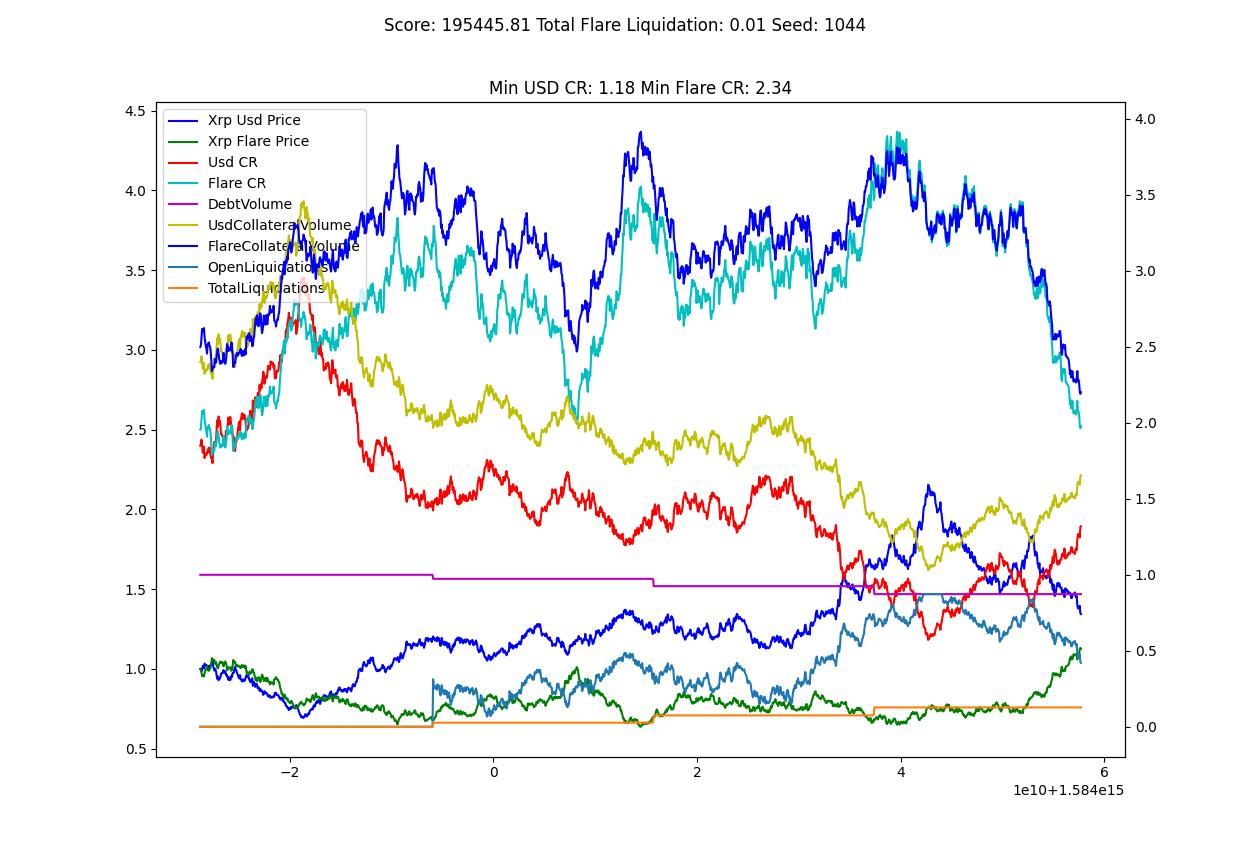 Score: 195445.81 Total Flare Liquidation: 0.01 Seed: 1044
Min USD CR: 1.18 Min Flare CR: 2.34
Xrp Usd Price
Xrp Flare Price
Usd CR
Flare CR
DebtVolume
UsdCollateralVolume
FlareCollateralVolume
OpenLiquidations
TotalLiquidations
4.5
4.0
3.5
3.0
2.5
2.0
1.5
1.0
0.5
4.0
3.5
3.0
2.5
2.0
1.5
1.0
0.5
0.0
−2
0
2
4
6
1e10+1.584e15